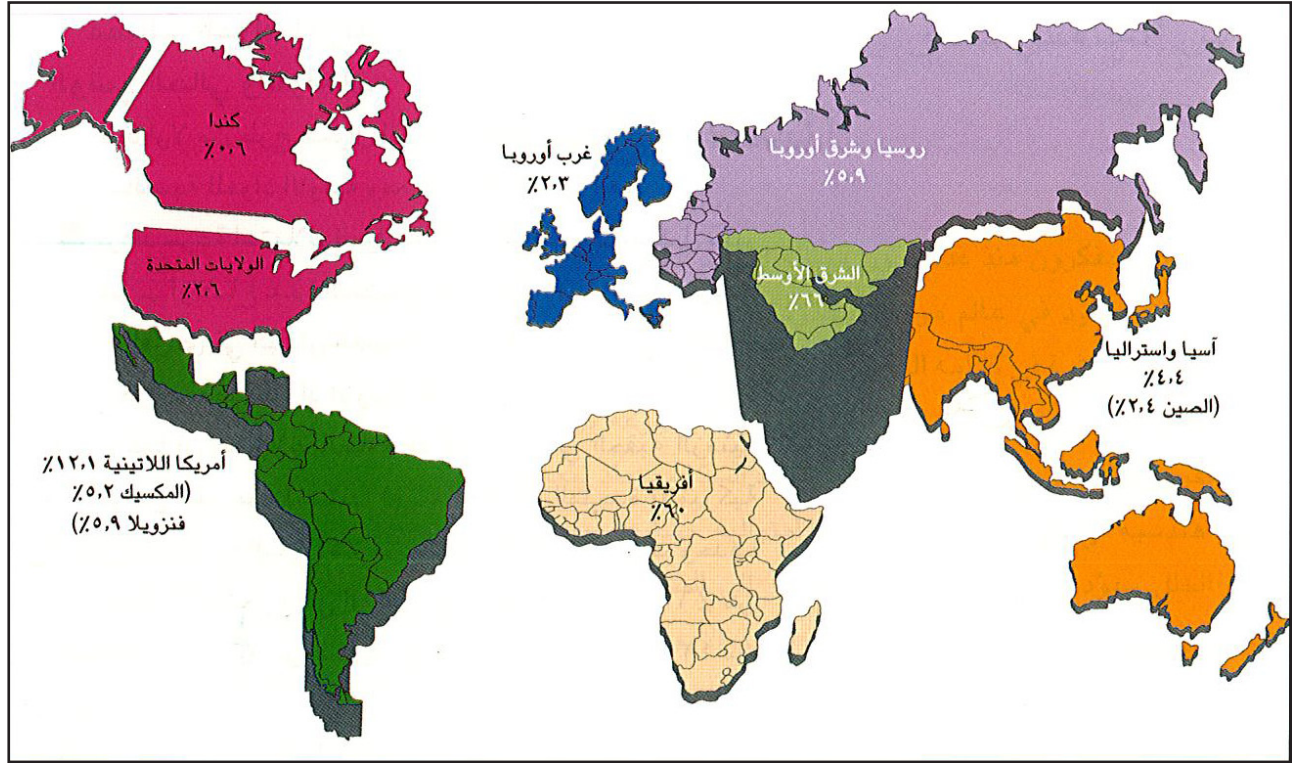 كندا
٠,٦٪
غرب أوروبا
٢,٣٪
روسيا وشرق أوروبا
٥,٩٪
الولايات المتحدة
٢,٦٪
الشرق الأوسط
٦٦٪
آسيا واستراليا
٤,٤٪
(الصين ٢,٤٪)
أمريكا اللاتينية ١٢,١٪
(المكسيك ٥,٢٪
فنزويلا ٥,٩٪)
أفريقيا
٦٠٪